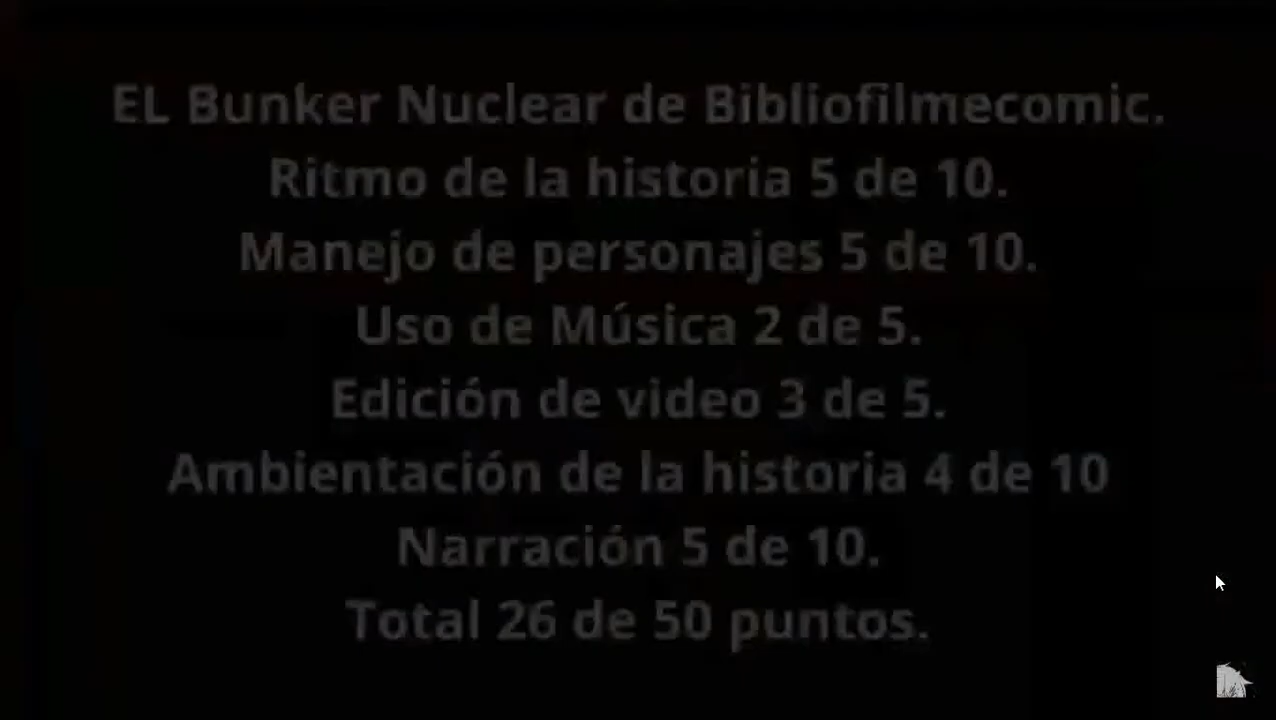 EL Bunker Nuclear de Bibliofilmecomic.
Ritmo de la historia 5 de 10.
Manejo de personajes 5 de 10.
Uso de Música 2 de 5.
Edición de video 3 de 5.
Ambientación de la historia 4 de 10
Narración 5 de 10.
Total 26 de 50 puntos.